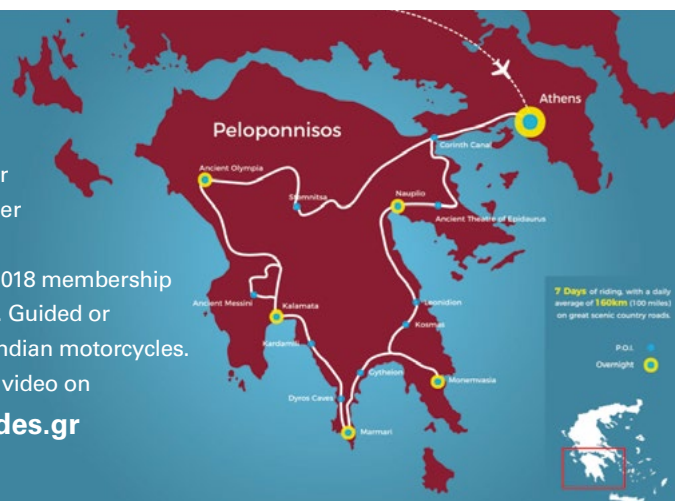 r
er
018 membership
. Guided or
ndian motorcycles.
video on
des.gr
Athens
Peloponnisos
Corinth Canal
Ancient Olympia
Stemnitsa
Nauplio
Ancient Theatre of Epidaurus
Ancient Messini
Kalamata
Leonidion
Kosmas
Kardamili
Gytheion
Monemvasia
Dyros Caves
Marmari
7 Days of riding, with a daily
average of 160km (100 miles)
on great scenic country roads.
P.O.I.
Overnight